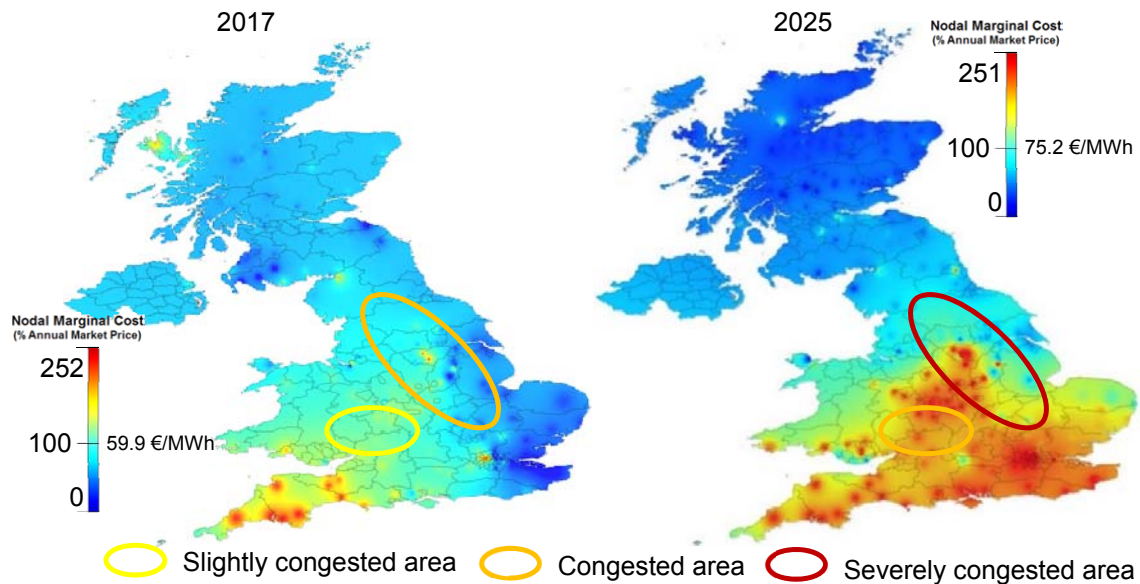 2017
2025
Nodal Marginal Cost
(% Annual Market Price)
251
100
75.2 €/MWh
0
Nodal Marginal Cost
(% Annual Market Price)
252
100
59.9 €/MWh
0
Slightly congested area
Congested area
Severely congested area